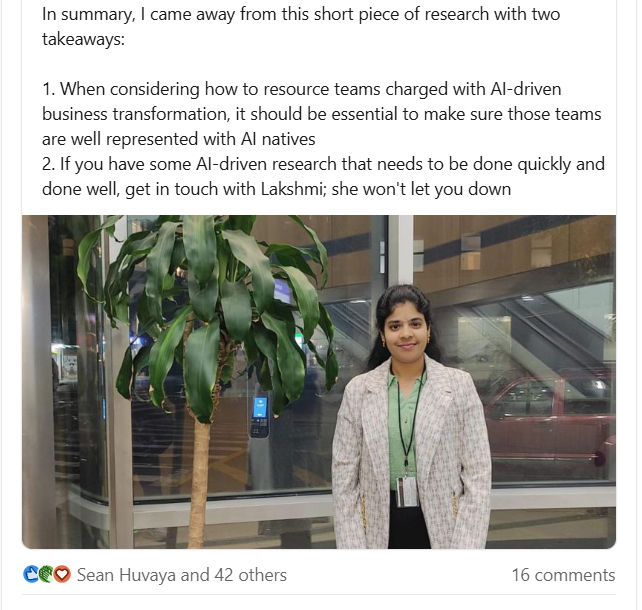 In summary, I came away from this short piece of research with two
takeaways:
1. When considering how to resource teams charged with AI-driven
business transformation, it should be essential to make sure those teams
are well represented with AI natives
2. If you have some AI-driven research that needs to be done quickly and
done well, get in touch with Lakshmi; she won't let you down
Sean Huvaya and 42 others
16 comments